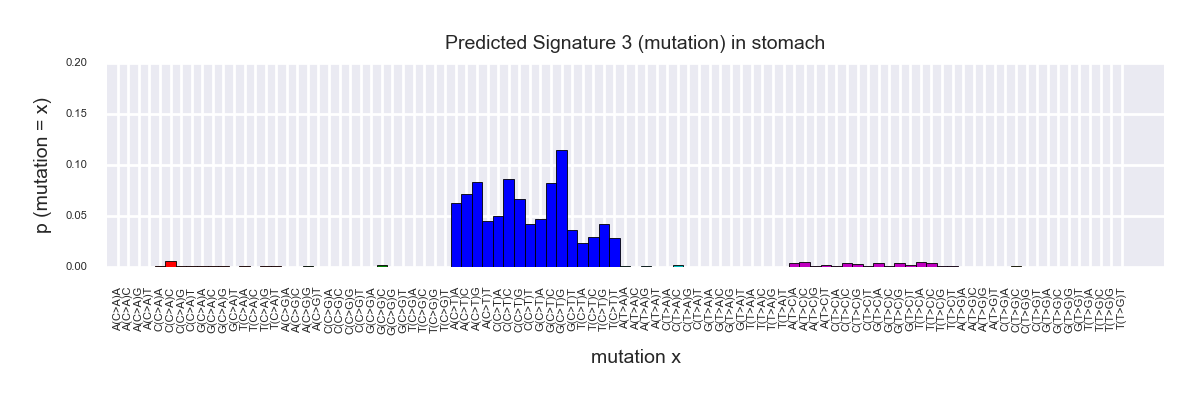 Predicted Signature 3 (mutation) in stomach
p (mutation = x)
0.20
0.15
0.10
0.05
0.00
A(C>A)A
A(C>A)C
A(C>A)G
A(C>A)T
C(C>A)A
C(C>A)C
C(C>A)G
C(C>A)T
G(C>A)A
G(C>A)C
G(C>A)G
G(C>A)T
T(C>A)A
T(C>A)C
T(C>A)G
T(C>A)T
A(C>G)A
A(C>G)C
A(C>G)G
A(C>G)T
C(C>G)A
C(C>G)C
C(C>G)G
C(C>G)T
G(C>G)A
G(C>G)C
G(C>G)G
G(C>G)T
T(C>G)A
T(C>G)C
T(C>G)G
T(C>G)T
A(C>T)A
A(C>T)C
A(C>T)G
A(C>T)T
C(C>T)A
C(C>T)C
C(C>T)G
C(C>T)T
G(C>T)A
G(C>T)C
G(C>T)G
G(C>T)T
T(C>T)A
T(C>T)C
T(C>T)G
T(C>T)T
A(T>A)A
A(T>A)C
A(T>A)G
A(T>A)T
C(T>A)A
C(T>A)C
C(T>A)G
C(T>A)T
G(T>A)A
G(T>A)C
G(T>A)G
G(T>A)T
T(T>A)A
T(T>A)C
T(T>A)G
T(T>A)T
A(T>C)A
A(T>C)C
A(T>C)G
A(T>C)T
C(T>C)A
C(T>C)C
C(T>C)G
C(T>C)T
G(T>C)A
G(T>C)C
G(T>C)G
G(T>C)T
T(T>C)A
T(T>C)C
T(T>C)G
T(T>C)T
A(T>G)A
A(T>G)C
A(T>G)G
A(T>G)T
C(T>G)A
C(T>G)C
C(T>G)G
C(T>G)T
G(T>G)A
G(T>G)C
G(T>G)G
G(T>G)T
T(T>G)A
T(T>G)C
T(T>G)G
T(T>G)T
mutation x